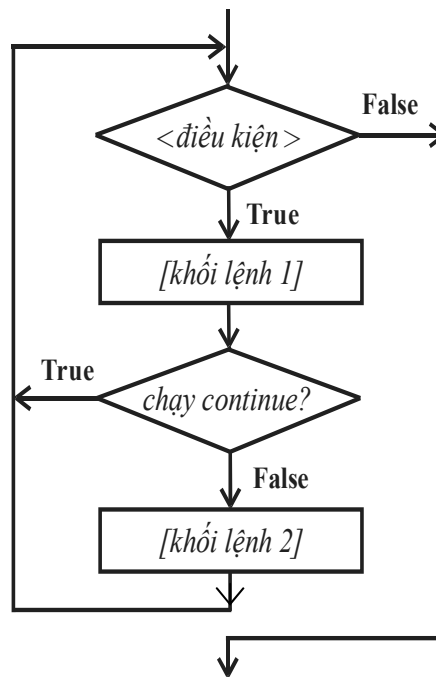 False
<điều kiện>
True
[khối lệnh 1]
True
chạy continue?
False
[khối lệnh 2]